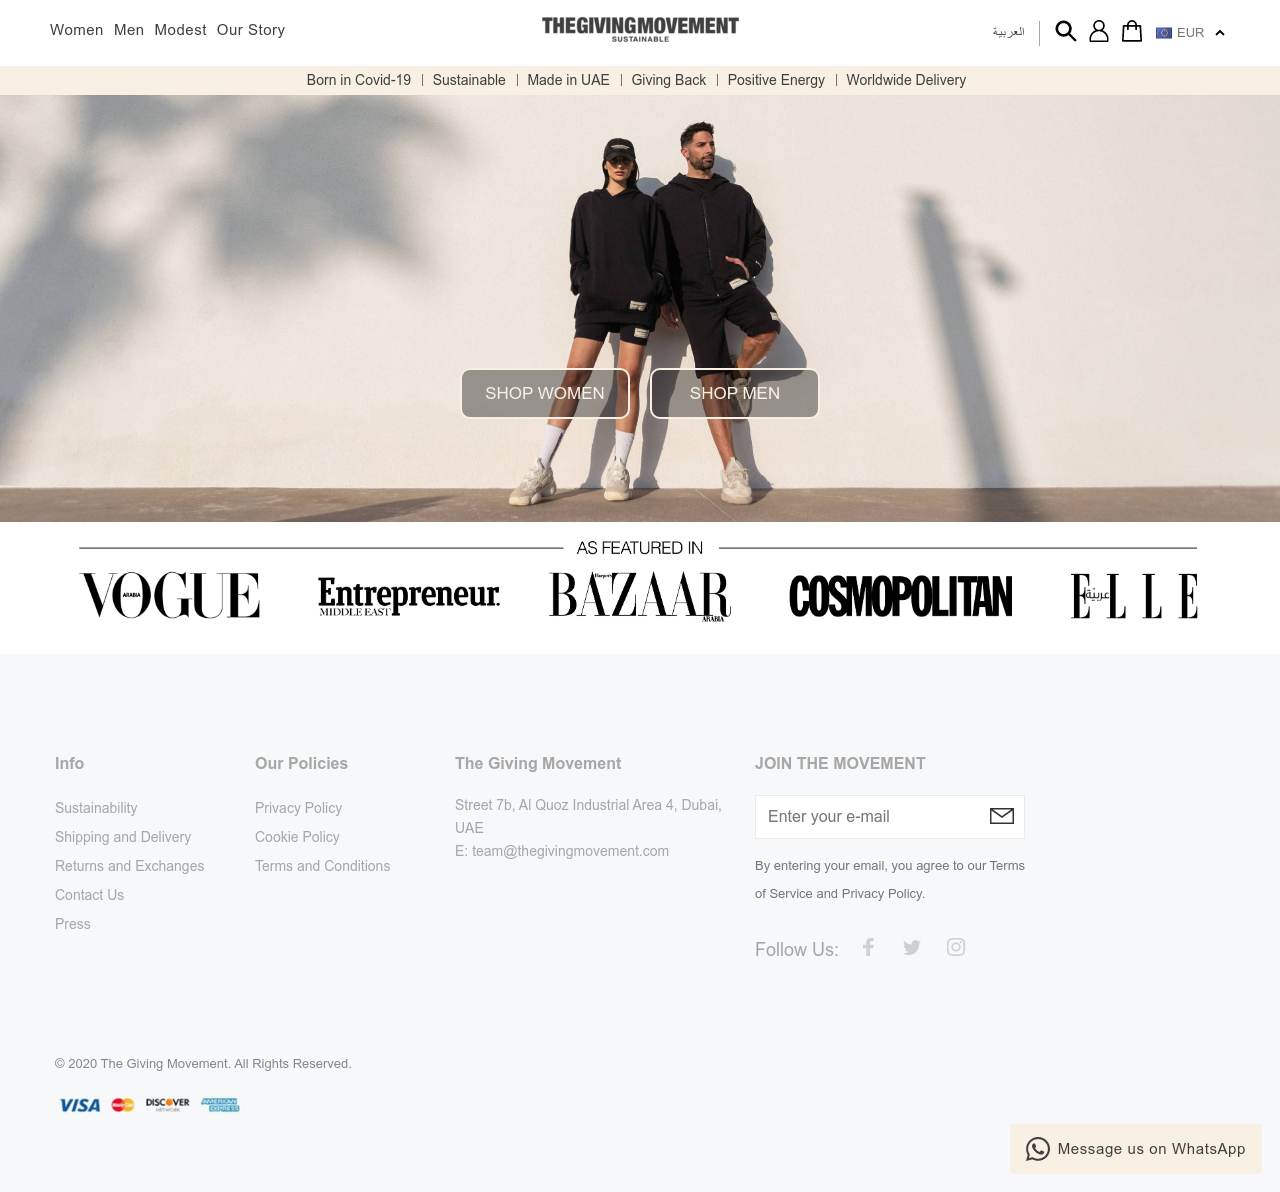 Women Men Modest Our Story
THEGIVINGMOVEMENT
SUSTAINABLE
العربية
EUR
Born in Covid-19 | Sustainable | Made in UAE | Giving Back | Positive Energy | Worldwide Delivery
SHOP WOMEN
SHOP MEN
AS FEATURED IN
VOGUE
ARABIA
Entrepreneur
MIDDLE EAST
Harper's
BAZAAR
ARABIA
COSMOPOLITAN
ELLE
عربية
Info
Sustainability
Shipping and Delivery
Returns and Exchanges
Contact Us
Press
Our Policies
Privacy Policy
Cookie Policy
Terms and Conditions
The Giving Movement
Street 7b, Al Quoz Industrial Area 4, Dubai,
UAE
E: team@thegivingmovement.com
JOIN THE MOVEMENT
Enter your e-mail
By entering your email, you agree to our Terms
of Service and Privacy Policy.
Follow Us:
© 2020 The Giving Movement. All Rights Reserved.
VISA
DISCOVER
NETWORK
AMERICAN
EXPRESS
Message us on WhatsApp